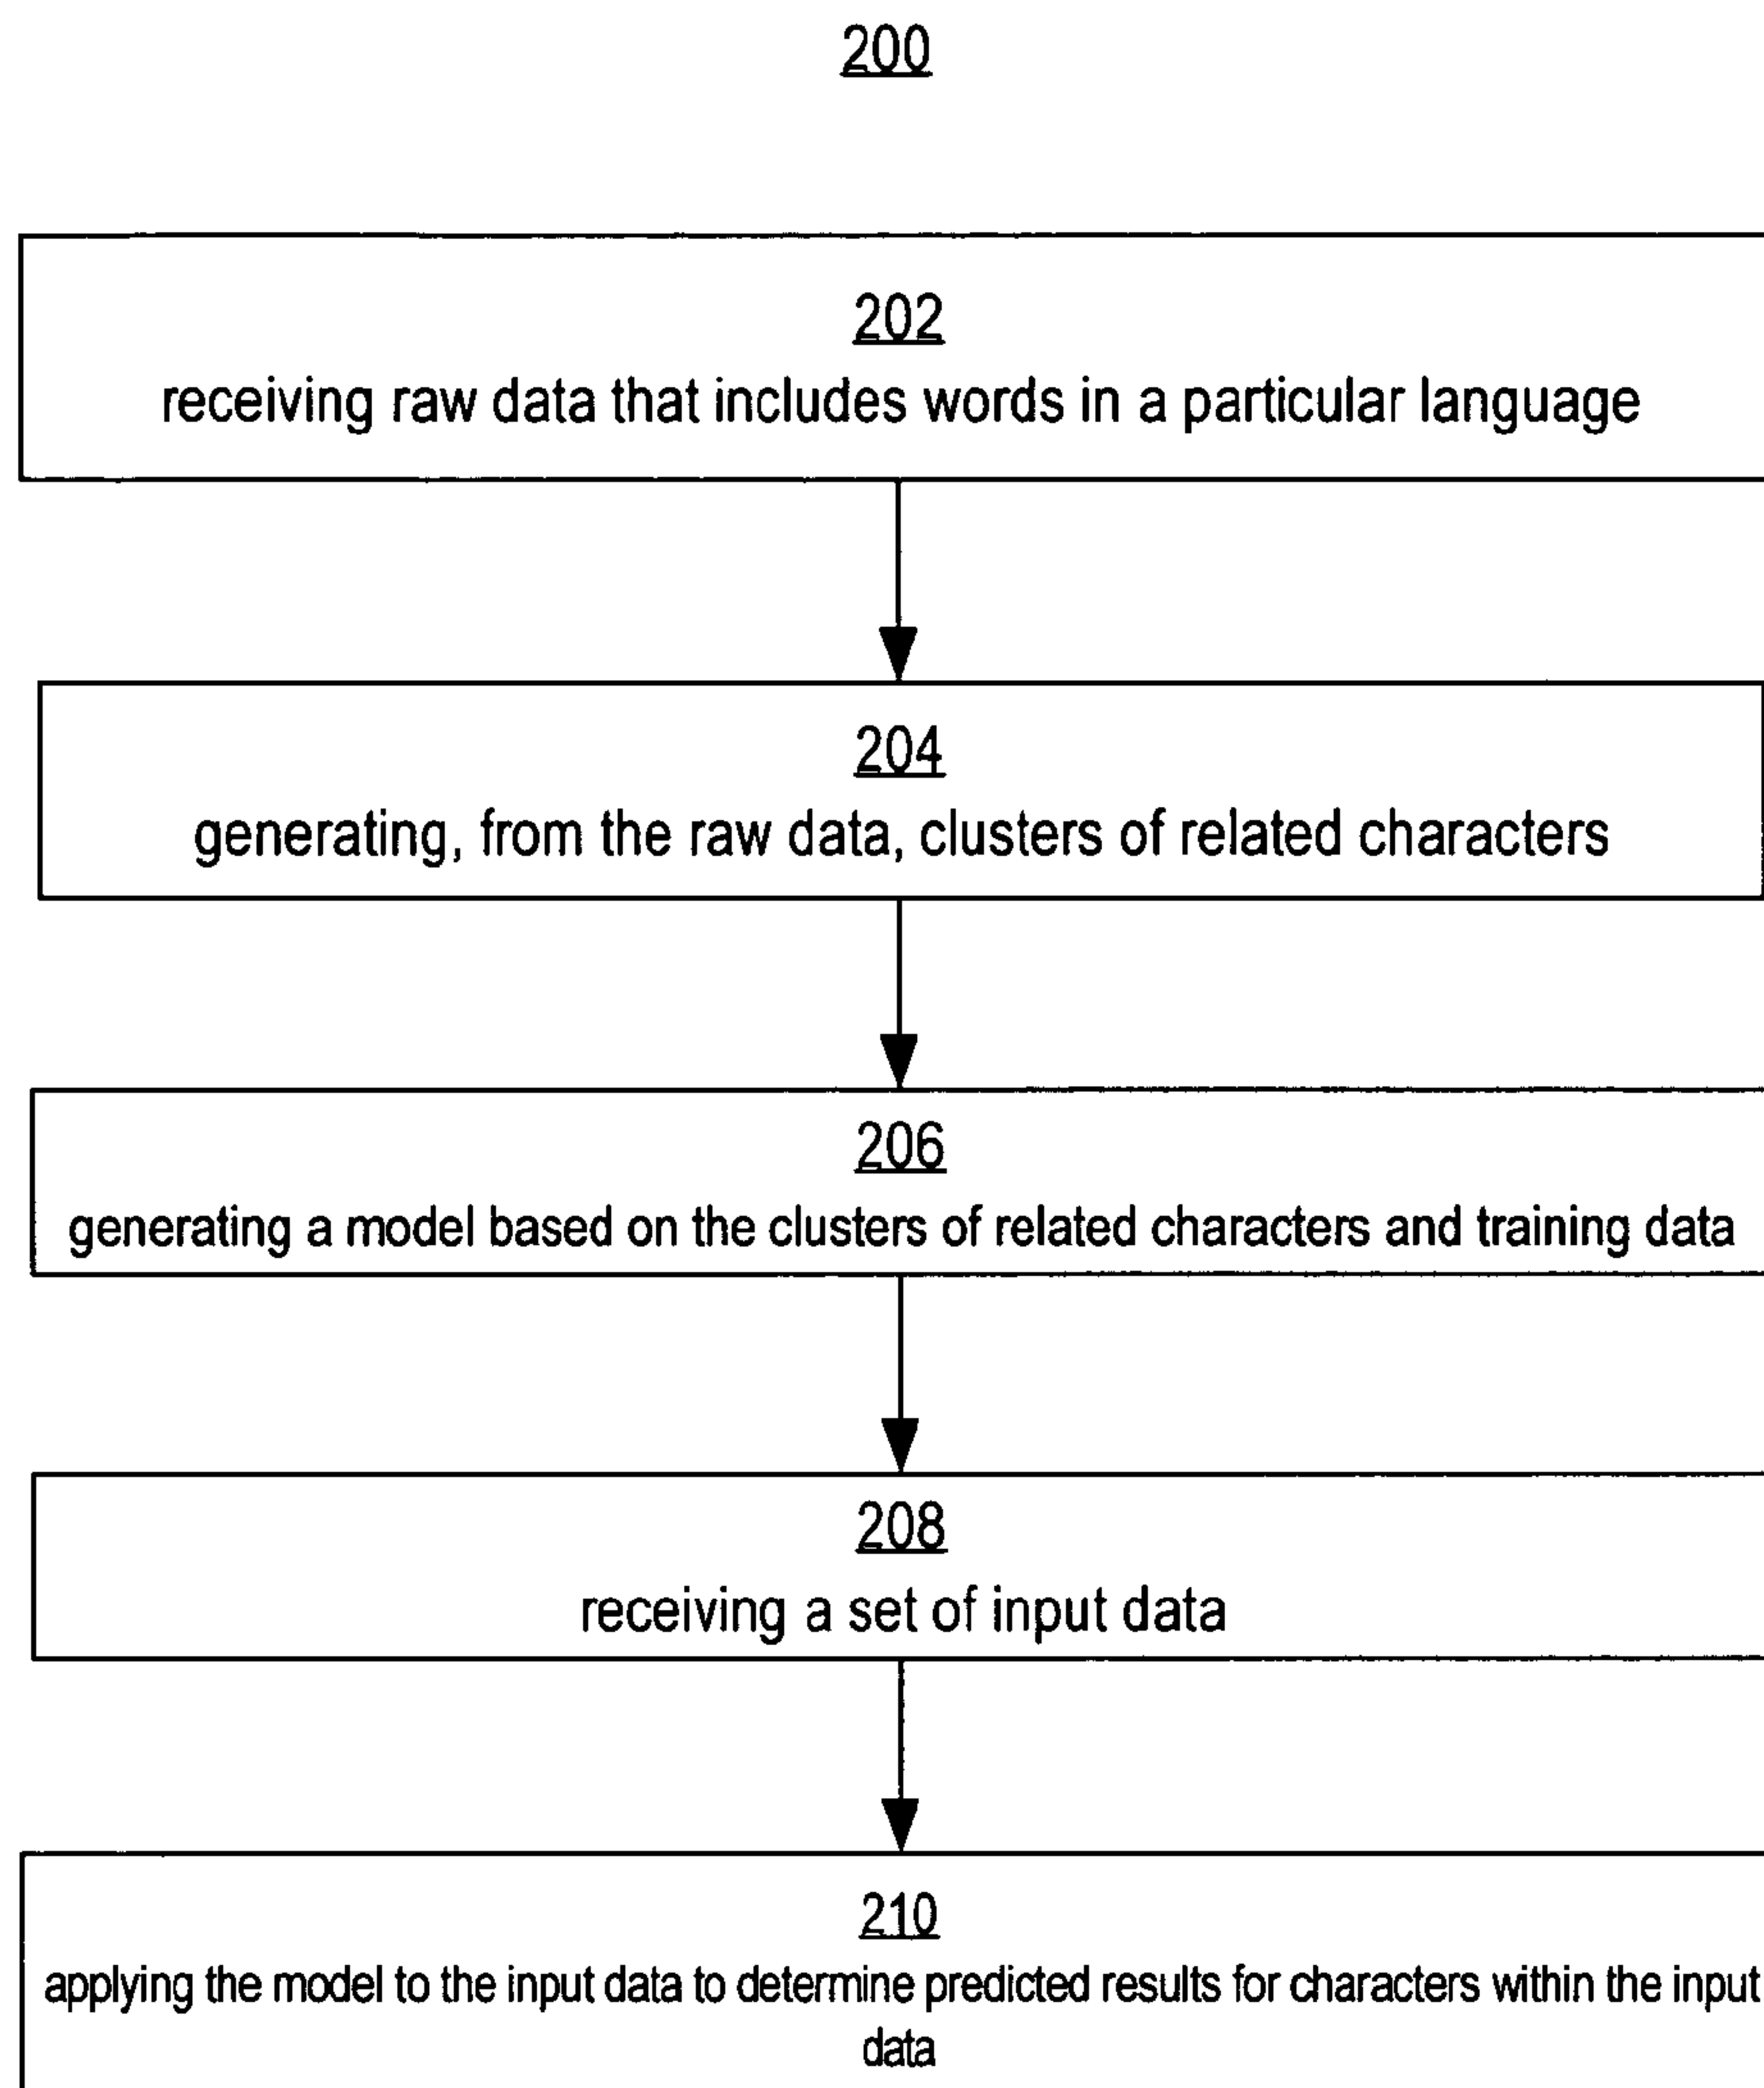 200
202
receiving raw data that includes words in a particular language
204
generating, from the raw data, clusters of related characters
206
generating a model based on the clusters of related characters and training data
208
receiving a set of input data
210
applying the model to the input data to determine predicted results for characters within the input
data